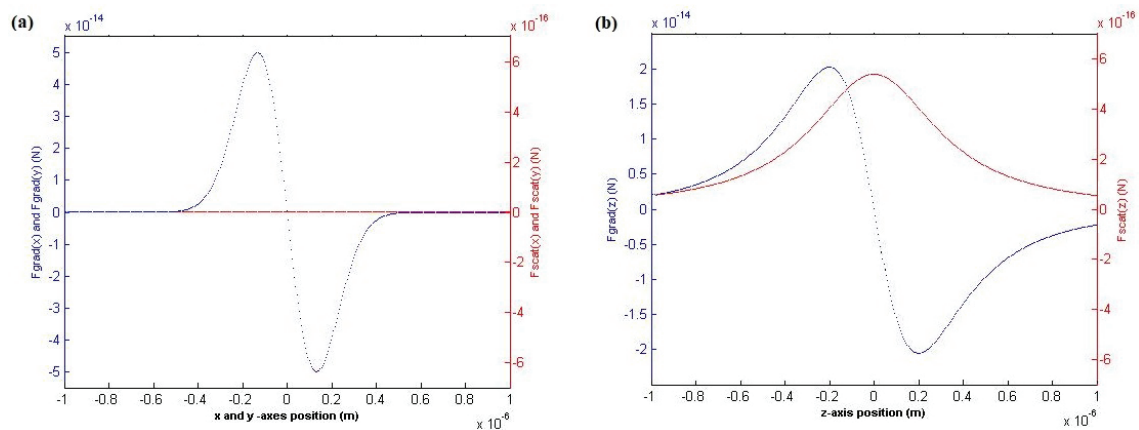 (a)
x 10^-14
x 10^-16
5
4
3
2
1
0
-1
-2
-3
-4
-5
6
4
2
0
-2
-4
-6
Fgrad(x) and Fgrad(y) (N)
Fscat(x) and Fscat(y) (N)
-1 -0.8 -0.6 -0.4 -0.2 0 0.2 0.4 0.6 0.8 1
x and y -axes position (m)
x 10^-6
(b)
x 10^-14
x 10^-16
2
1.5
1
0.5
0
-0.5
-1
-1.5
-2
6
4
2
0
-2
-4
-6
Fgrad(z) (N)
Fscat(z) (N)
-1 -0.8 -0.6 -0.4 -0.2 0 0.2 0.4 0.6 0.8 1
z-axis position (m)
x 10^-6